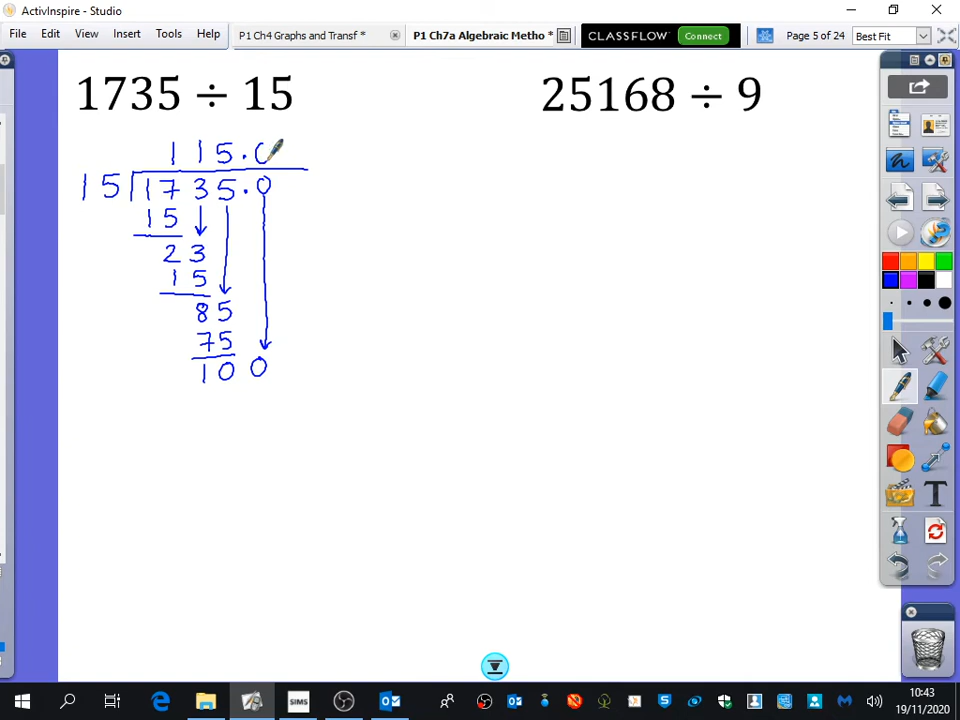 ActivInspire - Studio
File Edit View Insert Tools Help
P1 Ch4 Graphs and Transf *
P1 Ch7a Algebraic Metho *
CLASSFLOW Connect
Page 5 of 24
Best Fit
1735 ÷ 15
25168 ÷ 9
115.0
15 1735.0
15
23
15
85
75
100
T
SIMS
10:43
19/11/2020